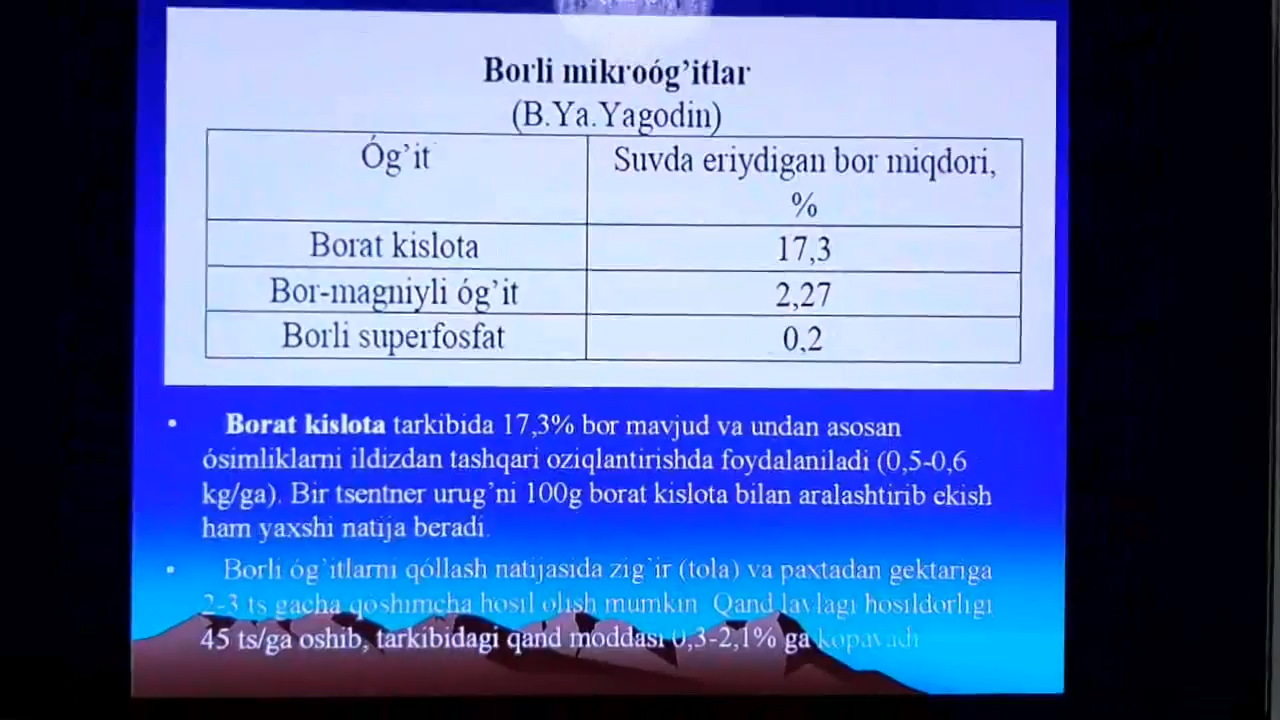 Borli mikroóg’itlar
(B.Ya.Yagodin)
Óg’it
Suvda eriydigan bor miqdori,
%
Borat kislota
17,3
Bor-magniyli óg’it
2,27
Borli superfosfat
0,2
• Borat kislota tarkibida 17,3% bor mavjud va undan asosan
ósimliklarni ildizdan tashqari oziqlantirishda foydalaniladi (0,5-0,6
kg/ga). Bir tsentner urug’ni 100g borat kislota bilan aralashtirib ekish
ham yaxshi natija beradi.
• Borli óg`itlarni qóllash natijasida zig`ir (tola) va paxtadan gektariga
2-3 ts gacha qoshimcha hosil olish mumkin. Qand lavlagi hosildorligi
45 ts/ga oshib, tarkibidagi qand moddasi 0,3-2,1% ga kopayadi